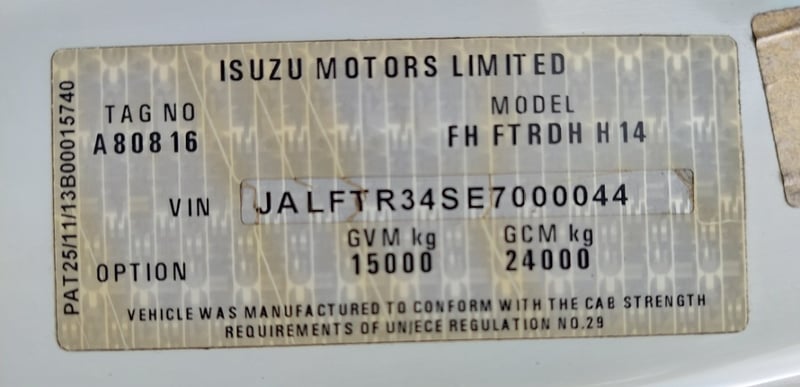 ISUZU MOTORS LIMITED
TAG NO
A80816
MODEL
FH FTRDH H14
VIN
JALFTR34SE7000044
GVM kg
15000
GCM kg
24000
OPTION
VEHICLE WAS MANUFACTURED TO CONFORM WITH THE CAB STRENGTH
REQUIREMENTS OF UN/ECE REGULATION NO.29
PAT25/11/13B00015740